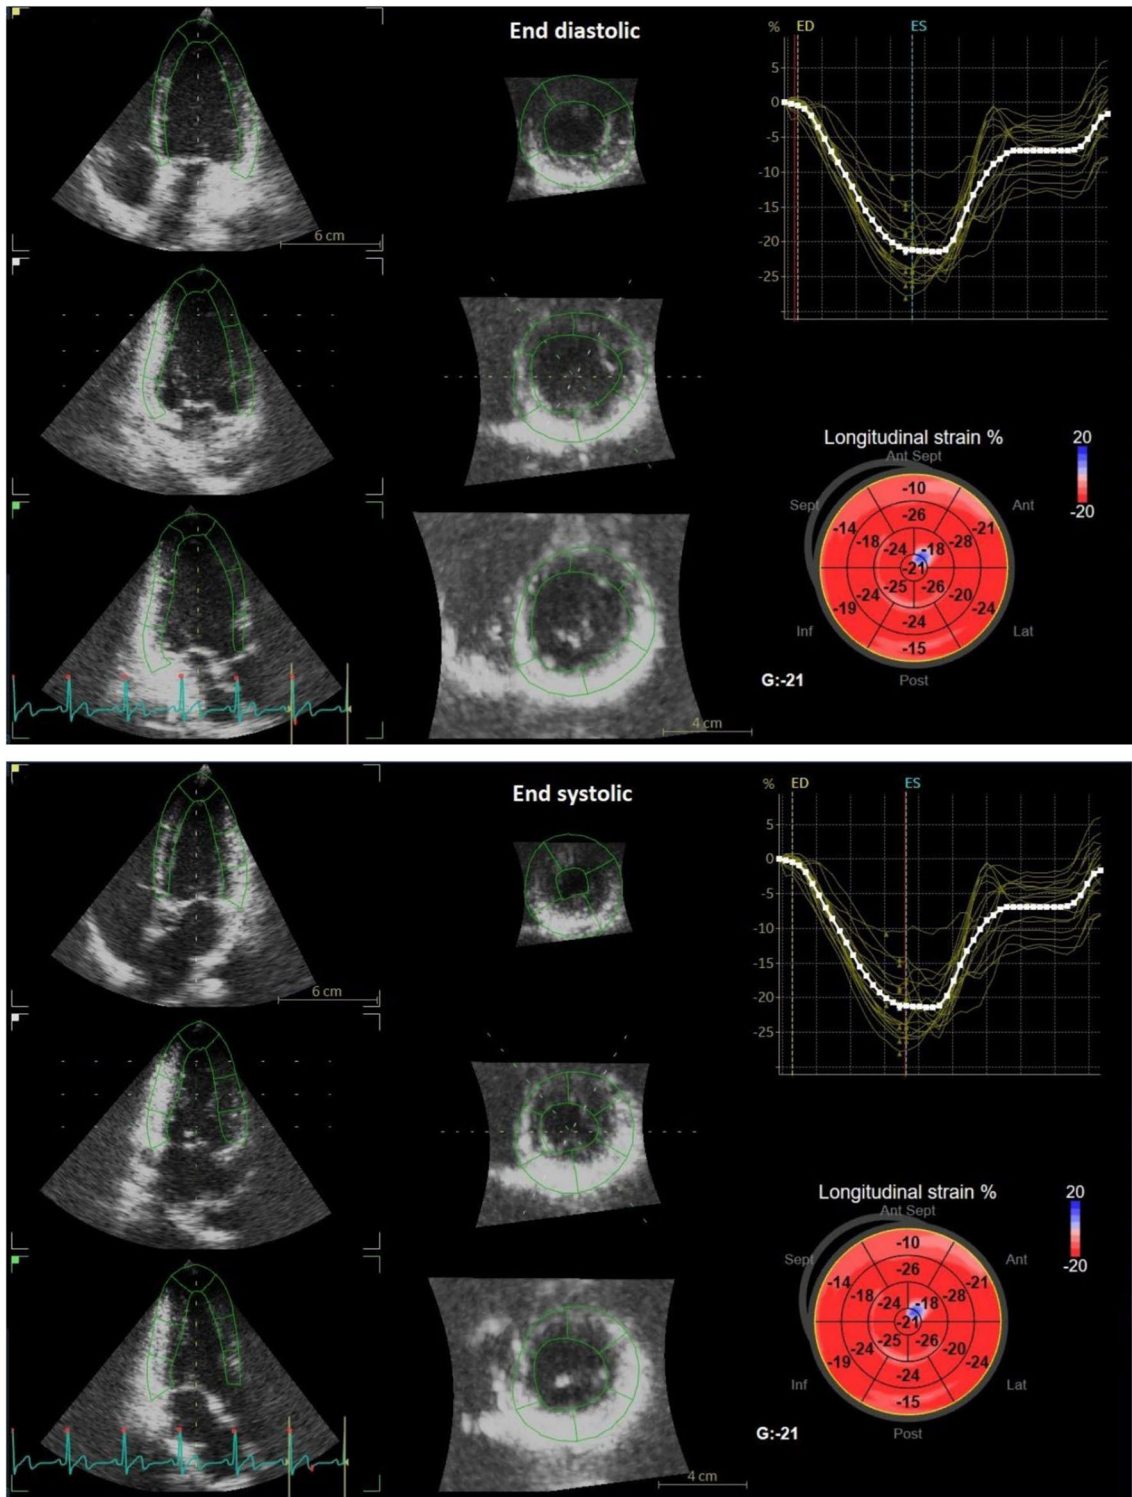 End diastolic
% ED ES
5
0
-5
-10
-15
-20
-25
6 cm
4 cm
Longitudinal strain %
20
-20
Ant Sept
Sept Ant
-10
-14 -26 -21
-18 -28
-24 -18
-21
-25 -26
-24 -20
-19 -24 -24
-15
Inf Lat
Post
G:-21
End systolic
% ED ES
5
0
-5
-10
-15
-20
-25
6 cm
4 cm
Longitudinal strain %
20
-20
Ant Sept
Sept Ant
-10
-14 -26 -21
-18 -28
-24 -18
-21
-25 -26
-24 -20
-19 -24 -24
-15
Inf Lat
Post
G:-21